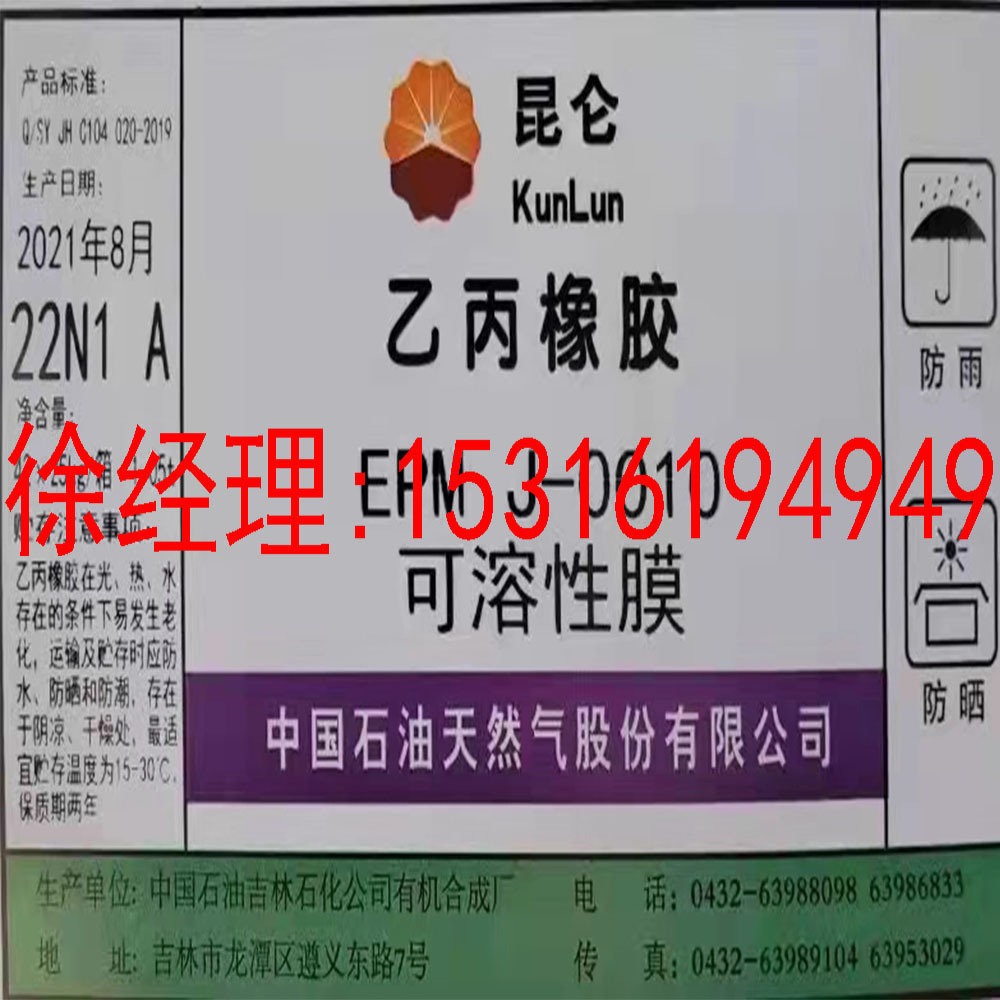 产品标准:
Q/SY JH C104 020-2019
生产日期:
2021年8月
22N1 A
净含量:
贮存注意事项:
乙丙橡胶在光、热、水
存在的条件下易发生老
化, 运输及贮存时应防
水、防晒和防潮, 存在
于阴凉、干燥处, 最适
宜贮存温度为15-30℃,
保质期两年
昆仑
KunLun
乙丙橡胶
EPM J-0010
可溶性膜
中国石油天然气股份有限公司
防雨
防晒
徐经理:15316194949
生产单位: 中国石油吉林石化公司有机合成厂
电 话: 0432-63988098 63986833
地 址: 吉林市龙潭区遵义东路7号
传 真: 0432-63989104 63953029